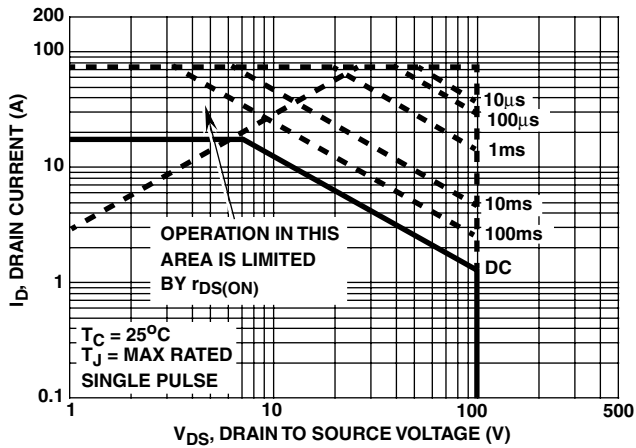 200
100
10
1
0.1
I_D, DRAIN CURRENT (A)
10μs
100μs
1ms
10ms
100ms
DC
OPERATION IN THIS
AREA IS LIMITED
BY r_DS(ON)
T_C = 25°C
T_J = MAX RATED
SINGLE PULSE
1
10
100
500
V_DS, DRAIN TO SOURCE VOLTAGE (V)